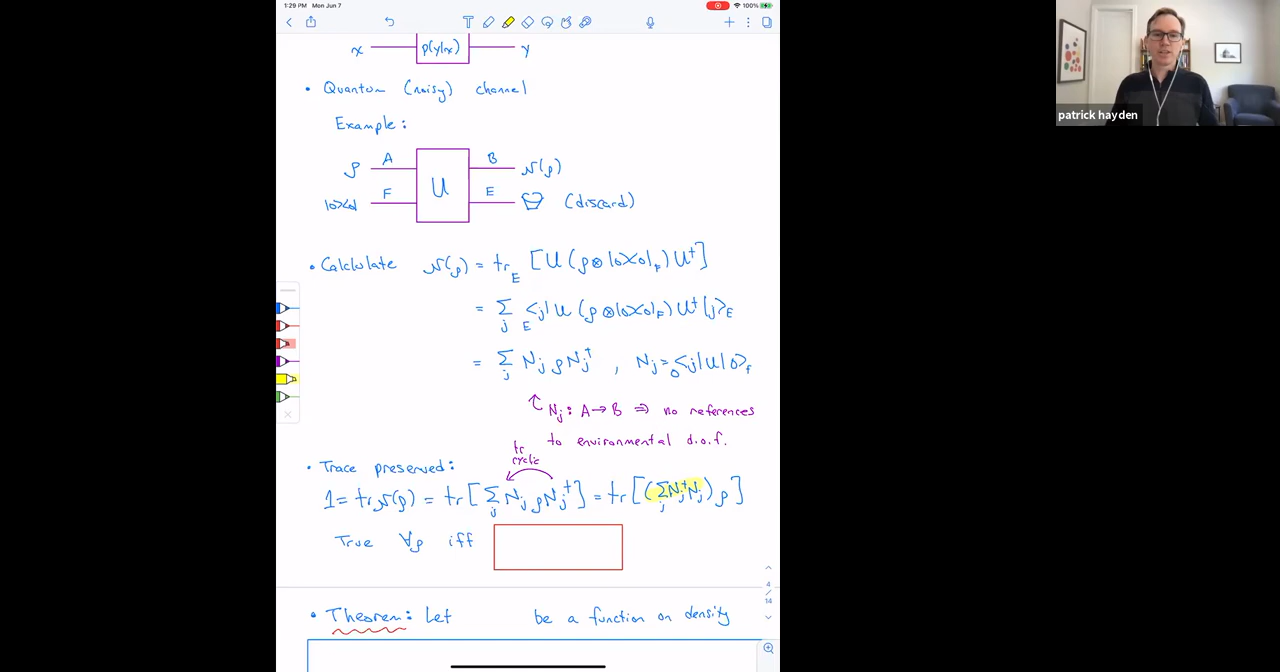 1:29 PM Mon Jun 7
100%
x p(y|x) y
• Quantum (noisy) channel
Example:
ρ A U B N(ρ)
|0><0| F E (discard)
• Calculate N(ρ) = tr_E [U (ρ⊗|0><0|_F) U†]
= Σ_j _E<j|U (ρ⊗|0><0|_F) U†|j>_E
= Σ_j N_j ρ N_j† , N_j = <j|U|0>_F
↑ N_j : A → B ⇒ no references
to environmental d.o.f.
tr
cyclic
• Trace preserved:
1 = tr N(ρ) = tr[Σ_j N_j ρ N_j†] = tr[(Σ_j N_j† N_j) ρ]
True ∀ρ iff
• Theorem: Let be a function on density
4
/
14
patrick hayden